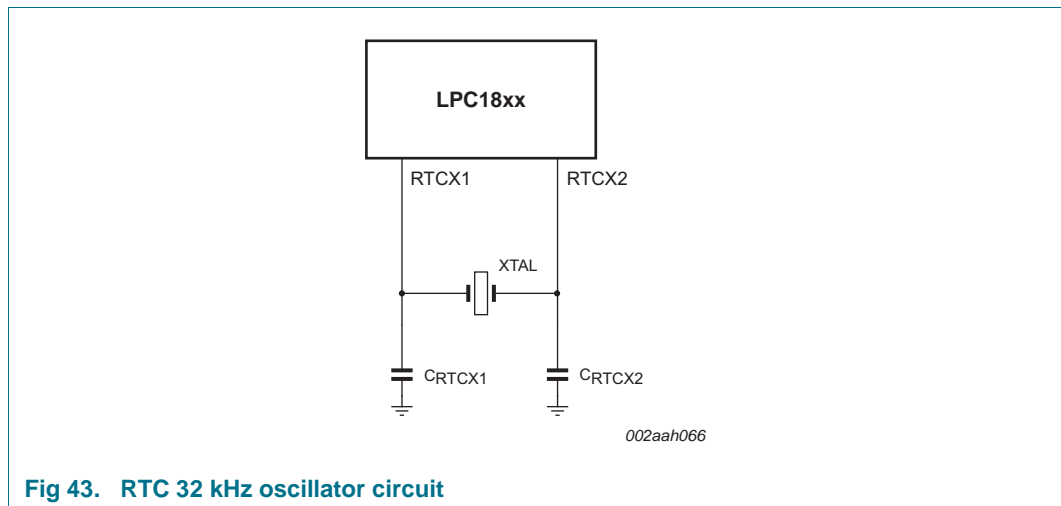 LPC18xx
RTCX1
RTCX2
XTAL
CRTCX1
CRTCX2
002aah066
Fig 43. RTC 32 kHz oscillator circuit